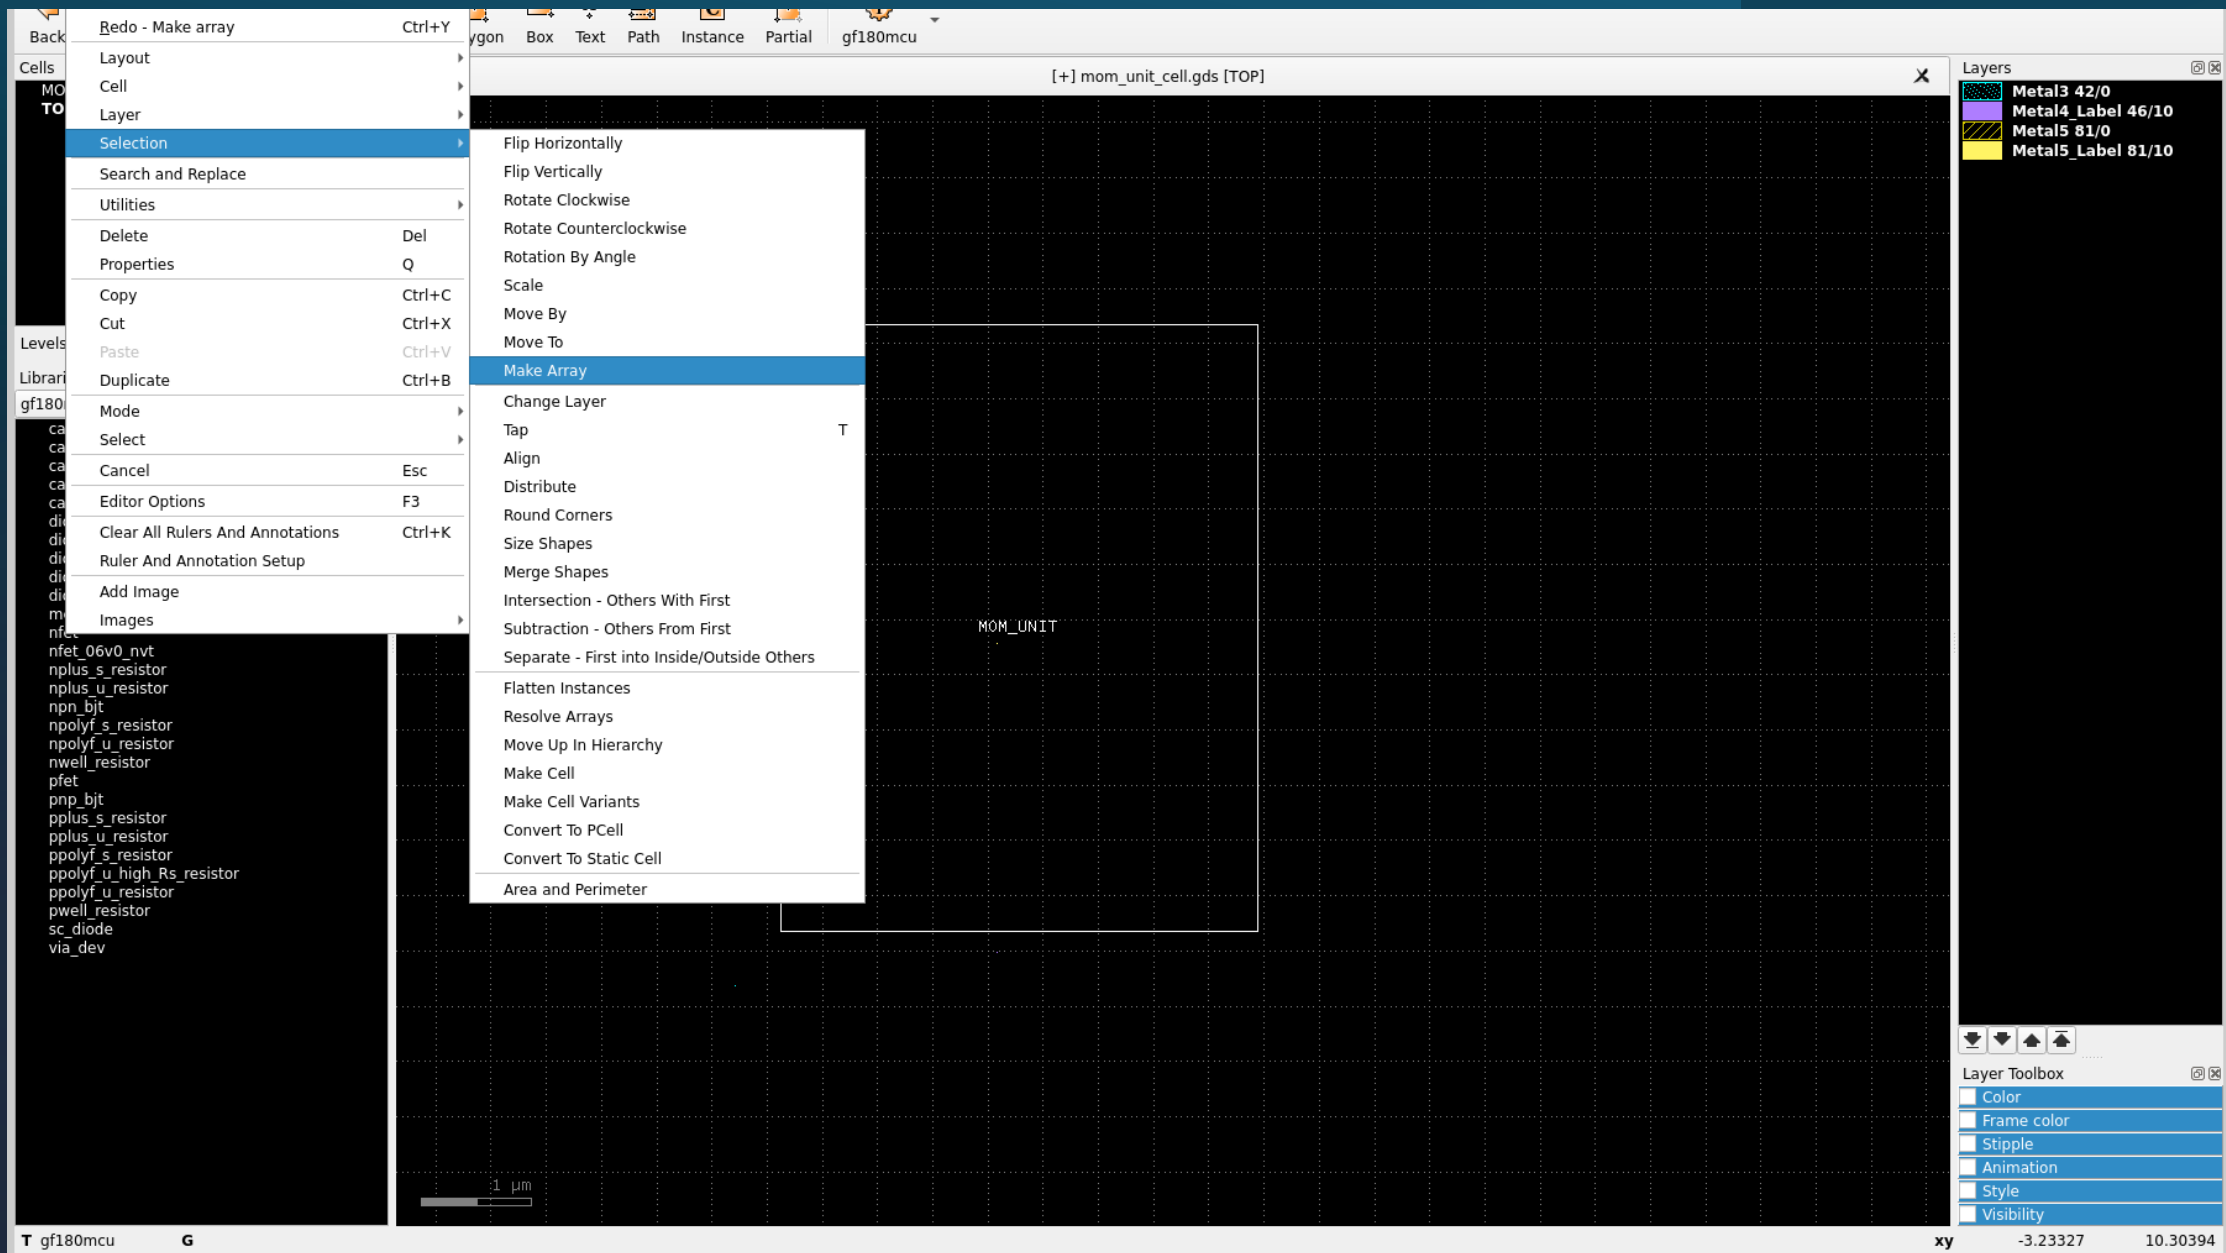 Back
ygon
Box
Text
Path
Instance
Partial
gf180mcu
Redo - Make array Ctrl+Y
Layout
Cell
Layer
Selection
Search and Replace
Utilities
Delete Del
Properties Q
Copy Ctrl+C
Cut Ctrl+X
Paste Ctrl+V
Duplicate Ctrl+B
Mode
Select
Cancel Esc
Editor Options F3
Clear All Rulers And Annotations Ctrl+K
Ruler And Annotation Setup
Add Image
Images
Flip Horizontally
Flip Vertically
Rotate Clockwise
Rotate Counterclockwise
Rotation By Angle
Scale
Move By
Move To
Make Array
Change Layer
Tap T
Align
Distribute
Round Corners
Size Shapes
Merge Shapes
Intersection - Others With First
Subtraction - Others From First
Separate - First into Inside/Outside Others
Flatten Instances
Resolve Arrays
Move Up In Hierarchy
Make Cell
Make Cell Variants
Convert To PCell
Convert To Static Cell
Area and Perimeter
Cells
MO
TO
Levels
Librari
gf180
ca
ca
ca
ca
ca
nfet_06v0_nvt
nplus_s_resistor
nplus_u_resistor
npn_bjt
npolyf_s_resistor
npolyf_u_resistor
nwell_resistor
pfet
pnp_bjt
pplus_s_resistor
pplus_u_resistor
ppolyf_s_resistor
ppolyf_u_high_Rs_resistor
ppolyf_u_resistor
pwell_resistor
sc_diode
via_dev
[+] mom_unit_cell.gds [TOP]
MOM_UNIT
1 µm
Layers
Metal3 42/0
Metal4_Label 46/10
Metal5 81/0
Metal5_Label 81/10
Layer Toolbox
Color
Frame color
Stipple
Animation
Style
Visibility
T gf180mcu G
xy -3.23327 10.30394